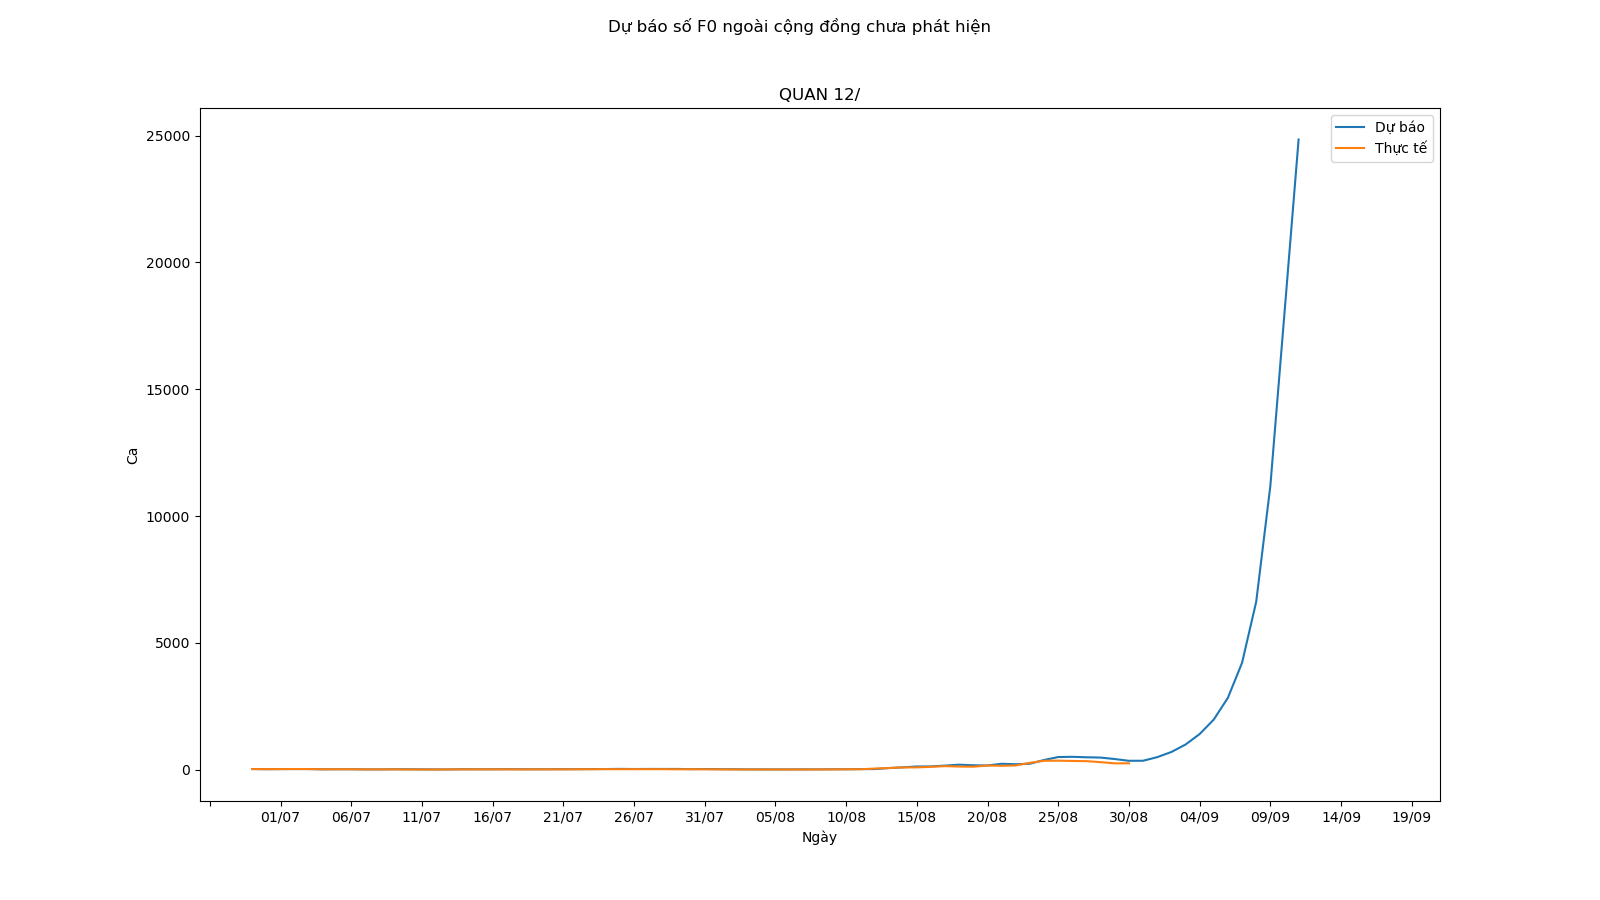 Dự báo số F0 ngoài cộng đồng chưa phát hiện
QUAN 12/
Dự báo
Thực tế
25000
20000
15000
10000
5000
0
Ca
01/07 06/07 11/07 16/07 21/07 26/07 31/07 05/08 10/08 15/08 20/08 25/08 30/08 04/09 09/09 14/09 19/09
Ngày